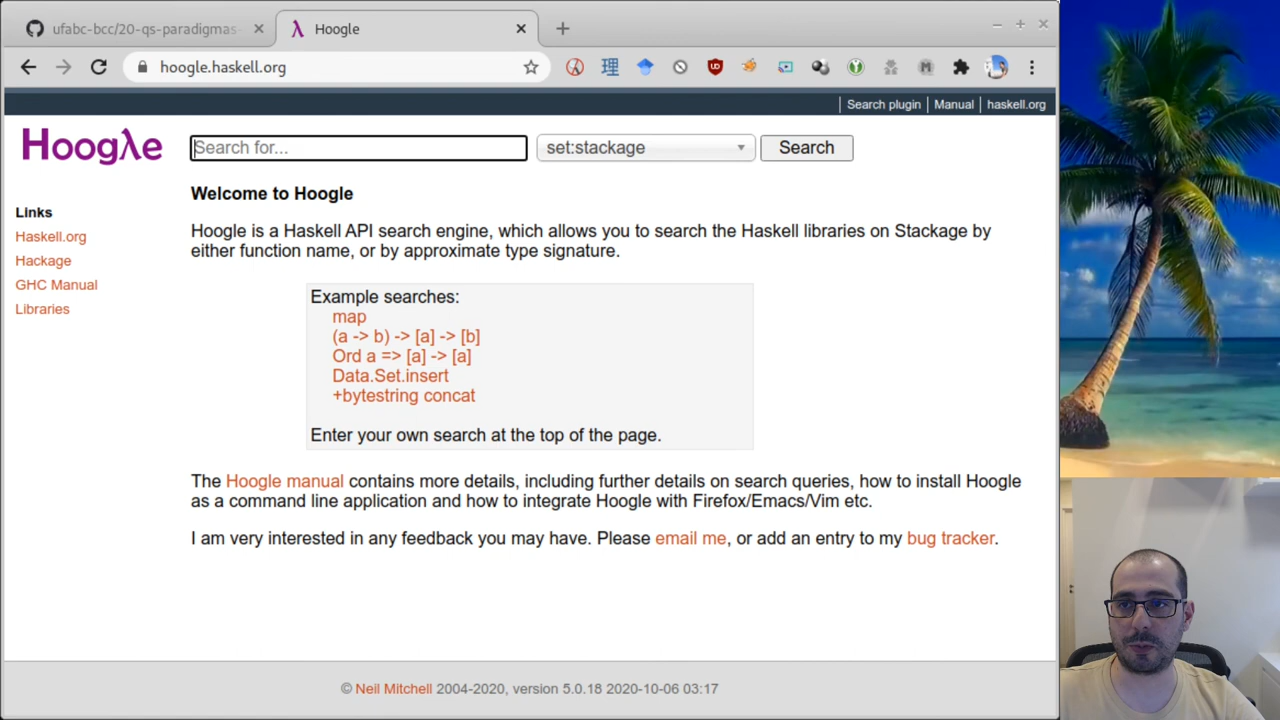 ufabc-bcc/20-qs-paradigmas-
Hoogle
hoogle.haskell.org
Search plugin
Manual
haskell.org
Hoogλe
Search for...
set:stackage
Search
Links
Haskell.org
Hackage
GHC Manual
Libraries
Welcome to Hoogle
Hoogle is a Haskell API search engine, which allows you to search the Haskell libraries on Stackage by
either function name, or by approximate type signature.
Example searches:
map
(a -> b) -> [a] -> [b]
Ord a => [a] -> [a]
Data.Set.insert
+bytestring concat
Enter your own search at the top of the page.
The Hoogle manual contains more details, including further details on search queries, how to install Hoogle
as a command line application and how to integrate Hoogle with Firefox/Emacs/Vim etc.
I am very interested in any feedback you may have. Please email me, or add an entry to my bug tracker.
© Neil Mitchell 2004-2020, version 5.0.18 2020-10-06 03:17